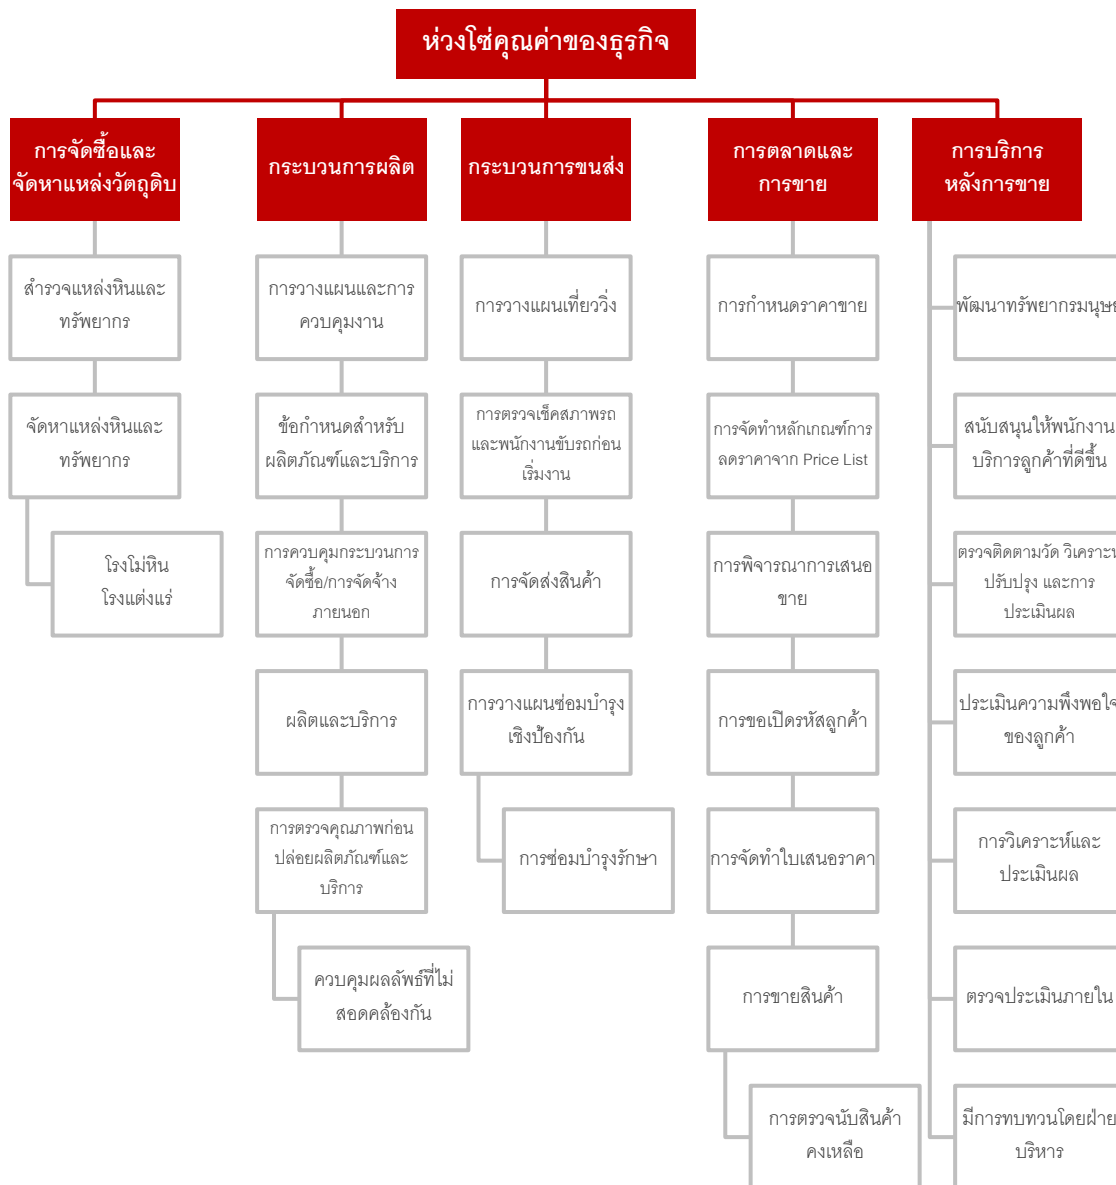 ห่วงโซ่คุณค่าของธุรกิจ
การจัดซื้อและ
จัดหาแหล่งวัตถุดิบ
สำรวจแหล่งหินและ
ทรัพยากร
จัดหาแหล่งหินและ
ทรัพยากร
โรงโม่หิน
โรงแต่งแร่
กระบวนการผลิต
การวางแผนและการ
ควบคุมงาน
ข้อกำหนดสำหรับ
ผลิตภัณฑ์และบริการ
การควบคุมกระบวนการ
จัดซื้อ/การจัดจ้าง
ภายนอก
ผลิตและบริการ
การตรวจคุณภาพก่อน
ปล่อยผลิตภัณฑ์และ
บริการ
ควบคุมผลลัพธ์ที่ไม่
สอดคล้องกัน
กระบวนการขนส่ง
การวางแผนเที่ยววิ่ง
การตรวจเช็คสภาพรถ
และพนักงานขับรถก่อน
เริ่มงาน
การจัดส่งสินค้า
การวางแผนซ่อมบำรุง
เชิงป้องกัน
การซ่อมบำรุงรักษา
การตลาดและ
การขาย
การกำหนดราคาขาย
การจัดทำหลักเกณฑ์การ
ลดราคาจาก Price List
การพิจารณาการเสนอ
ขาย
การขอเปิดรหัสลูกค้า
การจัดทำใบเสนอราคา
การขายสินค้า
การตรวจนับสินค้า
คงเหลือ
การบริการ
หลังการขาย
พัฒนาทรัพยากรมนุษย
สนับสนุนให้พนักงาน
บริการลูกค้าที่ดีขึ้น
ตรวจติดตามวัด วิเคราะห
ปรับปรุง และการ
ประเมินผล
ประเมินความพึงพอใจ
ของลูกค้า
การวิเคราะห์และ
ประเมินผล
ตรวจประเมินภายใน
มีการทบทวนโดยฝ่าย
บริหาร